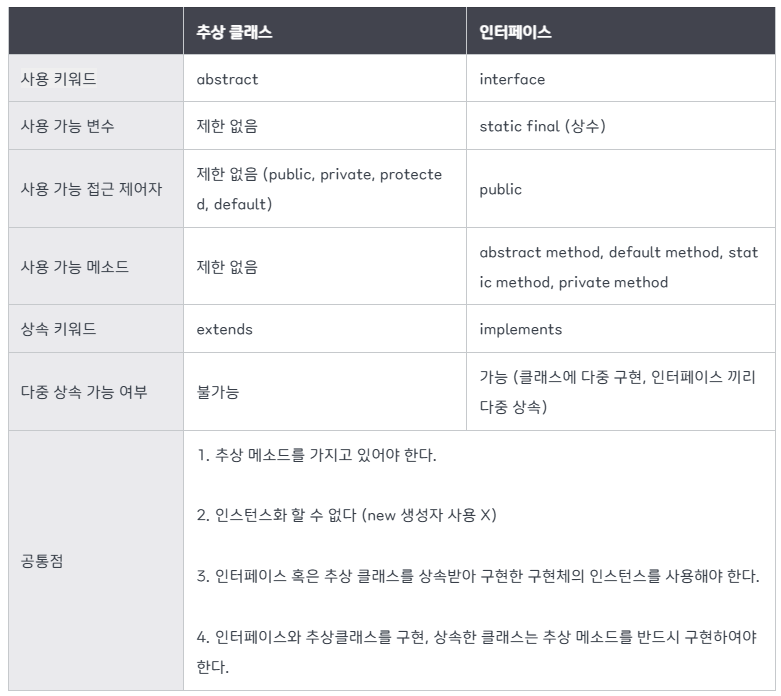 추상 클래스 인터페이스
사용 키워드 abstract interface
사용 가능 변수 제한 없음 static final (상수)
사용 가능 접근 제어자 제한 없음 (public, private, protecte
d, default) public
사용 가능 메소드 제한 없음 abstract method, default method, stat
ic method, private method
상속 키워드 extends implements
다중 상속 가능 여부 불가능 가능 (클래스에 다중 구현, 인터페이스 끼리
다중 상속)
공통점
1. 추상 메소드를 가지고 있어야 한다.
2. 인스턴스화 할 수 없다 (new 생성자 사용 X)
3. 인터페이스 혹은 추상 클래스를 상속받아 구현한 구현체의 인스턴스를 사용해야 한다.
4. 인터페이스와 추상클래스를 구현, 상속한 클래스는 추상 메소드를 반드시 구현하여야
한다.